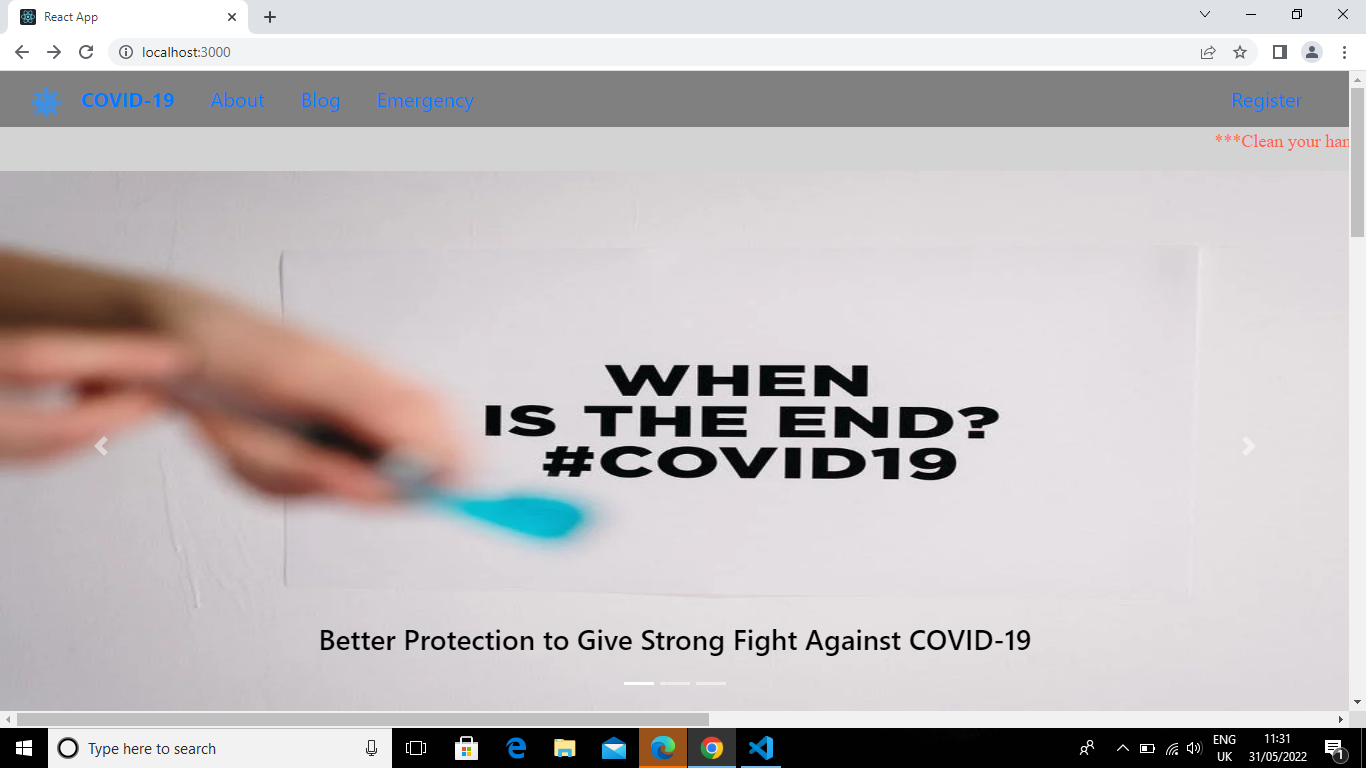 React App
localhost:3000
COVID-19 About Blog Emergency Register
***Clean your han
WHEN
IS THE END?
#COVID19
Better Protection to Give Strong Fight Against COVID-19
Type here to search
ENG
UK
11:31
31/05/2022
1